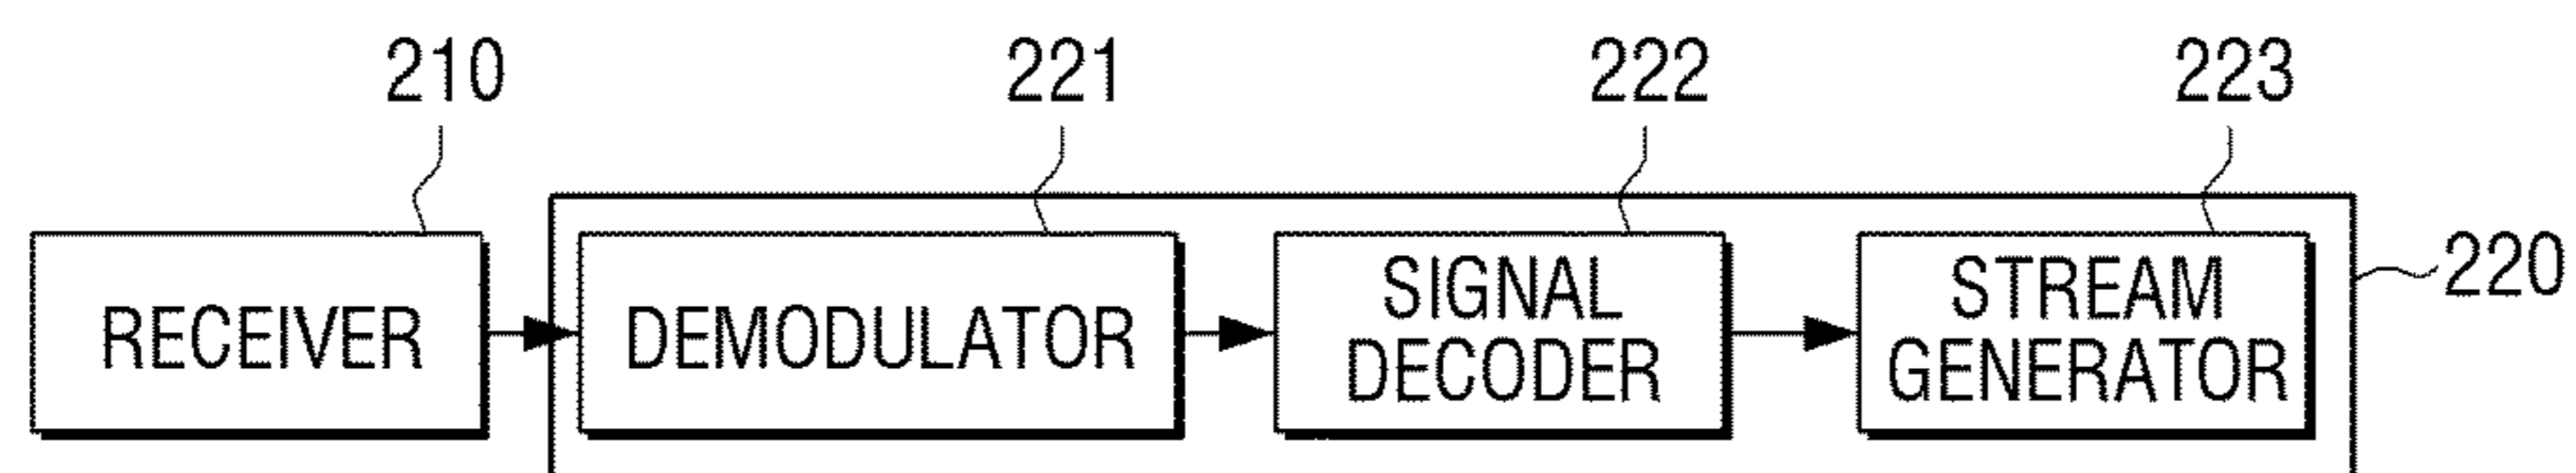 210
221
222
223
RECEIVER
DEMODULATOR
SIGNAL
DECODER
STREAM
GENERATOR
220